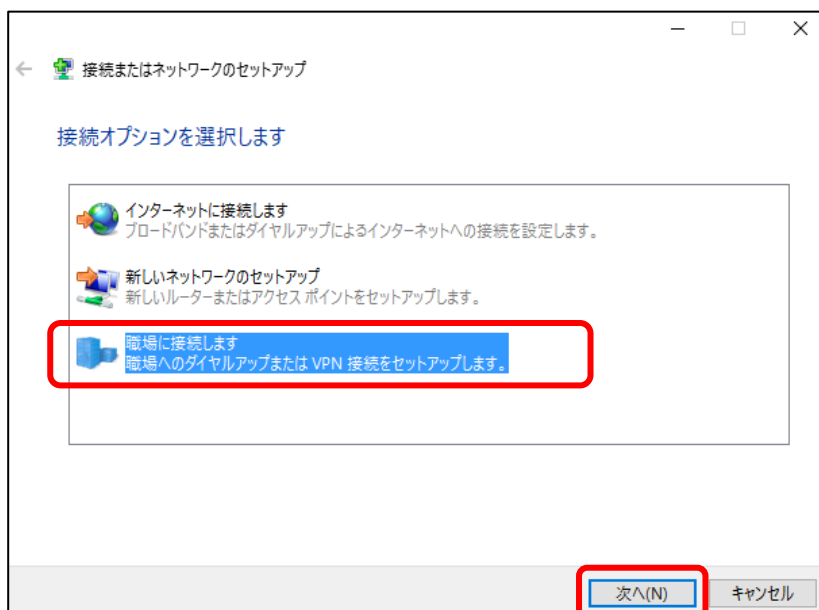 接続またはネットワークのセットアップ
接続オプションを選択します
インターネットに接続します
ブロードバンドまたはダイヤルアップによるインターネットへの接続を設定します。
新しいネットワークのセットアップ
新しいルーターまたはアクセス ポイントをセットアップします。
職場に接続します
職場へのダイヤルアップまたは VPN 接続をセットアップします。
次へ(N)
キャンセル